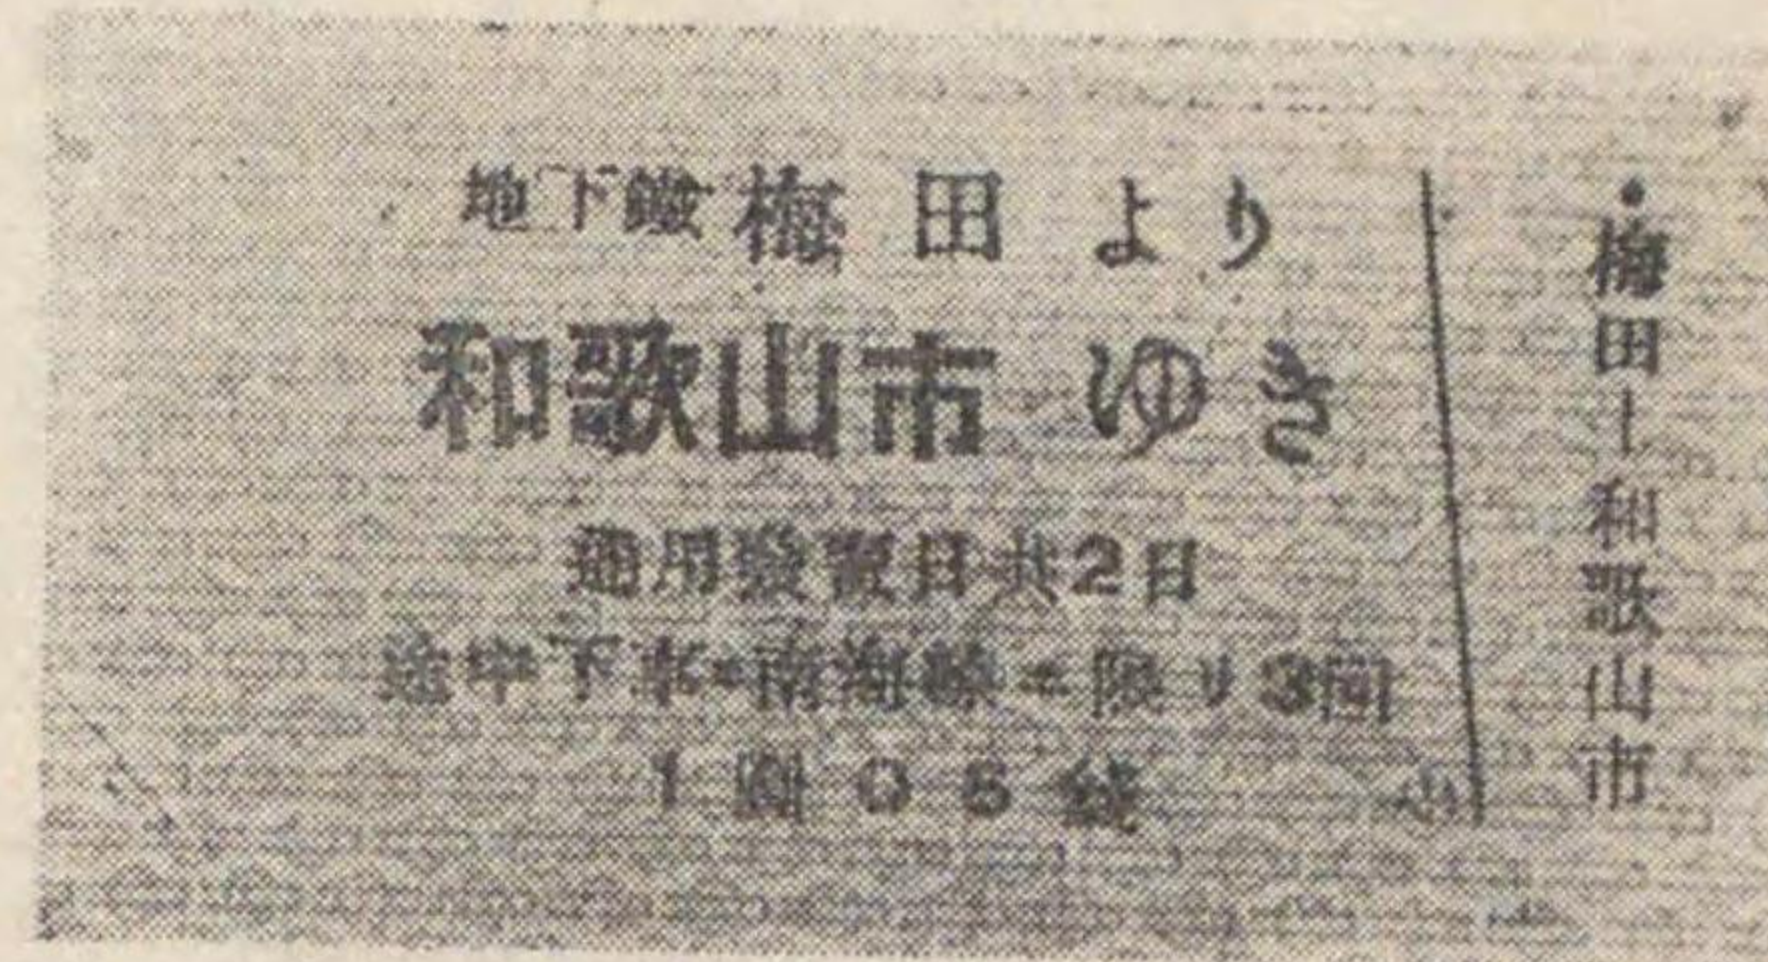 地下鐵梅田より
和歌山市ゆき
通用發賣日共2日
途中下車ハ南海線ニ限リ3囘
1圓05錢
梅田ー和歌山市